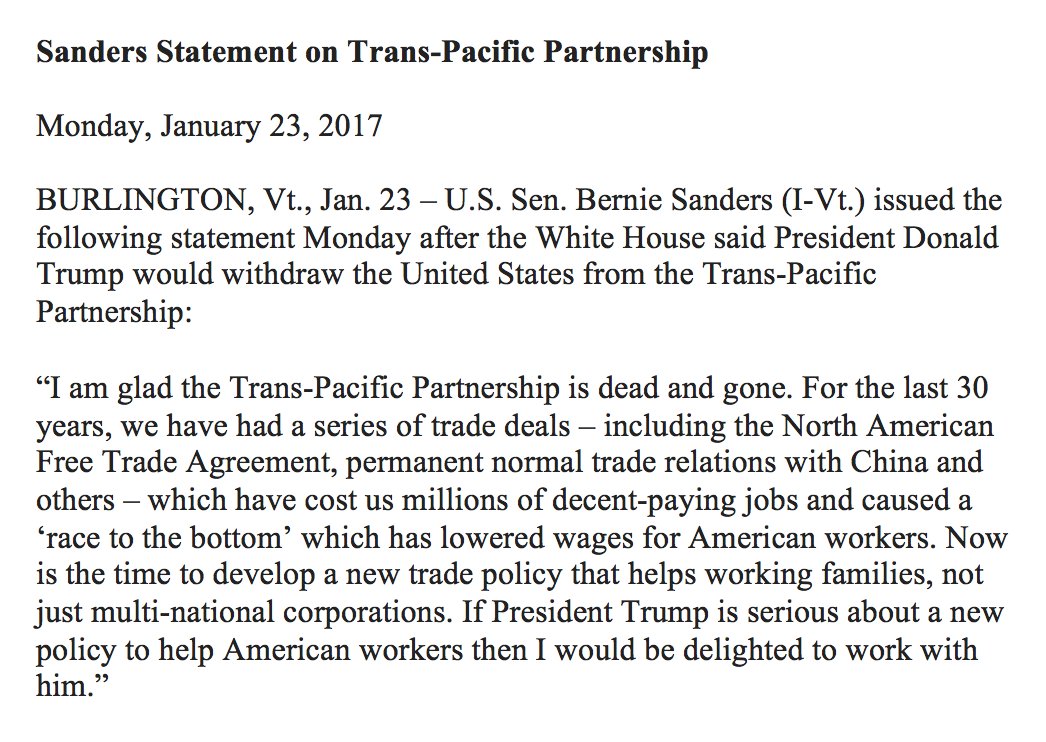 Sanders Statement on Trans-Pacific Partnership
Monday, January 23, 2017
BURLINGTON, Vt., Jan. 23 – U.S. Sen. Bernie Sanders (I-Vt.) issued the
following statement Monday after the White House said President Donald
Trump would withdraw the United States from the Trans-Pacific
Partnership:
“I am glad the Trans-Pacific Partnership is dead and gone. For the last 30
years, we have had a series of trade deals – including the North American
Free Trade Agreement, permanent normal trade relations with China and
others – which have cost us millions of decent-paying jobs and caused a
‘race to the bottom’ which has lowered wages for American workers. Now
is the time to develop a new trade policy that helps working families, not
just multi-national corporations. If President Trump is serious about a new
policy to help American workers then I would be delighted to work with
him.”